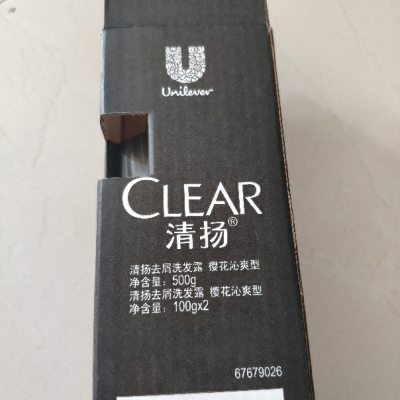 Unilever
CLEAR
清扬®
清扬去屑洗发露 樱花沁爽型
净含量：500g
清扬去屑洗发露 樱花沁爽型
净含量：100gx2
67679026